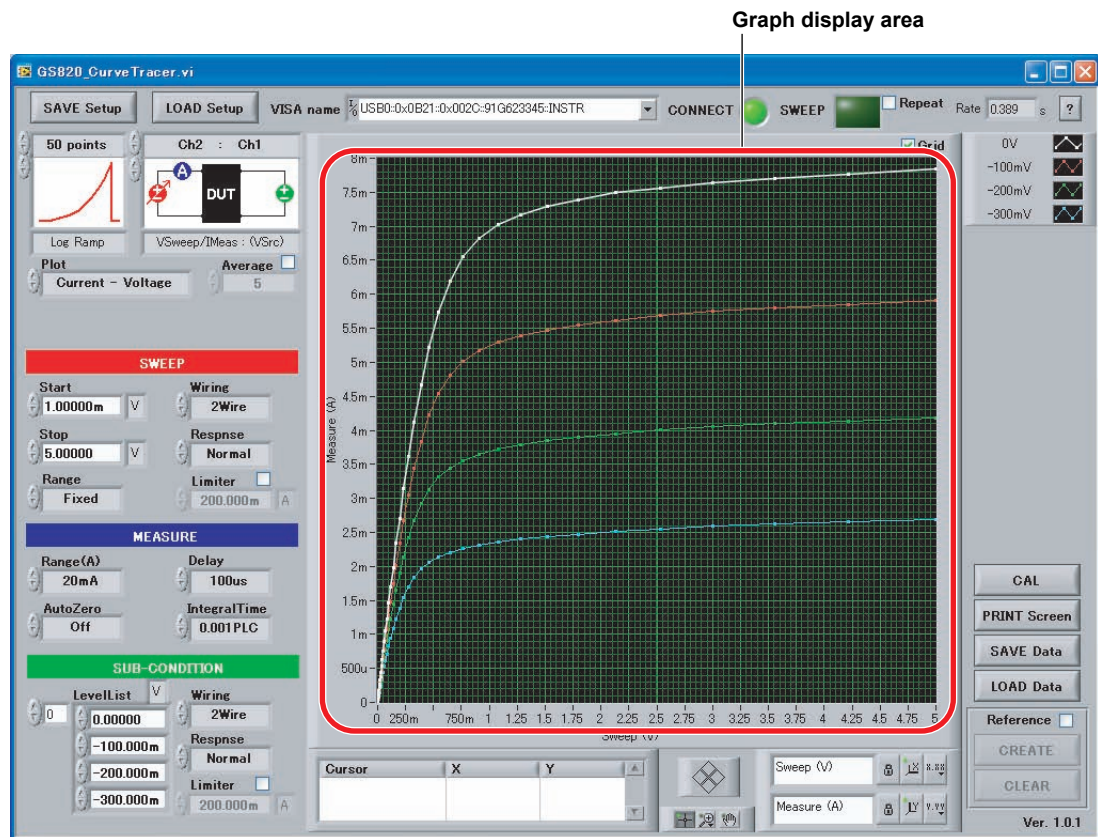 Graph display area
GS820_CurveTracer.vi
SAVE Setup LOAD Setup VISA name I/O USB0::0x0B21::0x002C::91G623345::INSTR CONNECT SWEEP Repeat Rate 0.389 s ?
50 points Ch2 : Ch1
A DUT
Log Ramp VSweep/IMeas : (VSrc)
Plot Average
Current - Voltage 5
SWEEP
Start Wiring
1.00000m V 2Wire
Stop Respnse
5.00000 V Normal
Range Limiter
Fixed 200.000m A
MEASURE
Range(A) Delay
20mA 100us
AutoZero IntegralTime
Off 0.001PLC
SUB-CONDITION
LevelList V Wiring
0 0.00000 2Wire
-100.000m Respnse
-200.000m Normal
Limiter
-300.000m 200.000m A
Grid
Measure (A)
8m
7.5m
7m
6.5m
6m
5.5m
5m
4.5m
4m
3.5m
3m
2.5m
2m
1.5m
1m
500u
0
0 250m 750m 1 1.25 1.5 1.75 2 2.25 2.5 2.75 3 3.25 3.5 3.75 4 4.25 4.5 4.75 5
Sweep (V)
Cursor X Y
Sweep (V) X X.XX
Measure (A) Y Y.YY
0V
-100mV
-200mV
-300mV
CAL
PRINT Screen
SAVE Data
LOAD Data
Reference
CREATE
CLEAR
Ver. 1.0.1